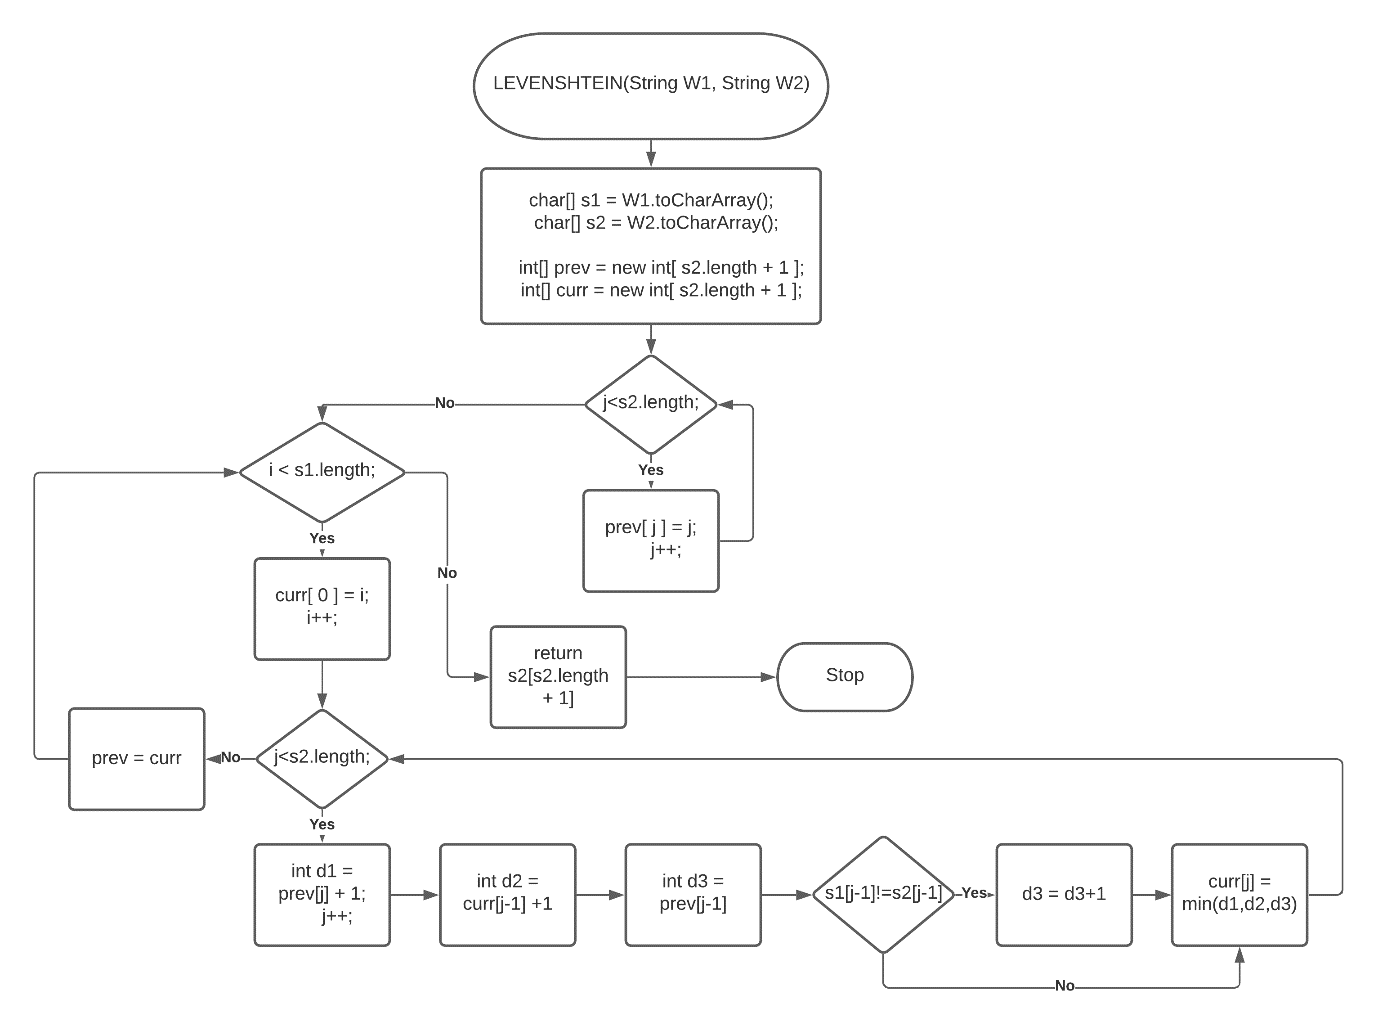 LEVENSHTEIN(String W1, String W2)
char[] s1 = W1.toCharArray();
char[] s2 = W2.toCharArray();
int[] prev = new int[ s2.length + 1 ];
int[] curr = new int[ s2.length + 1 ];
j<s2.length;
No
Yes
prev[ j ] = j;
j++;
i < s1.length;
Yes
No
curr[ 0 ] = i;
i++;
return
s2[s2.length
+ 1]
Stop
j<s2.length;
No
prev = curr
Yes
int d1 =
prev[j] + 1;
j++;
int d2 =
curr[j-1] +1
int d3 =
prev[j-1]
s1[j-1]!=s2[j-1]
Yes
d3 = d3+1
curr[j] =
min(d1,d2,d3)
No